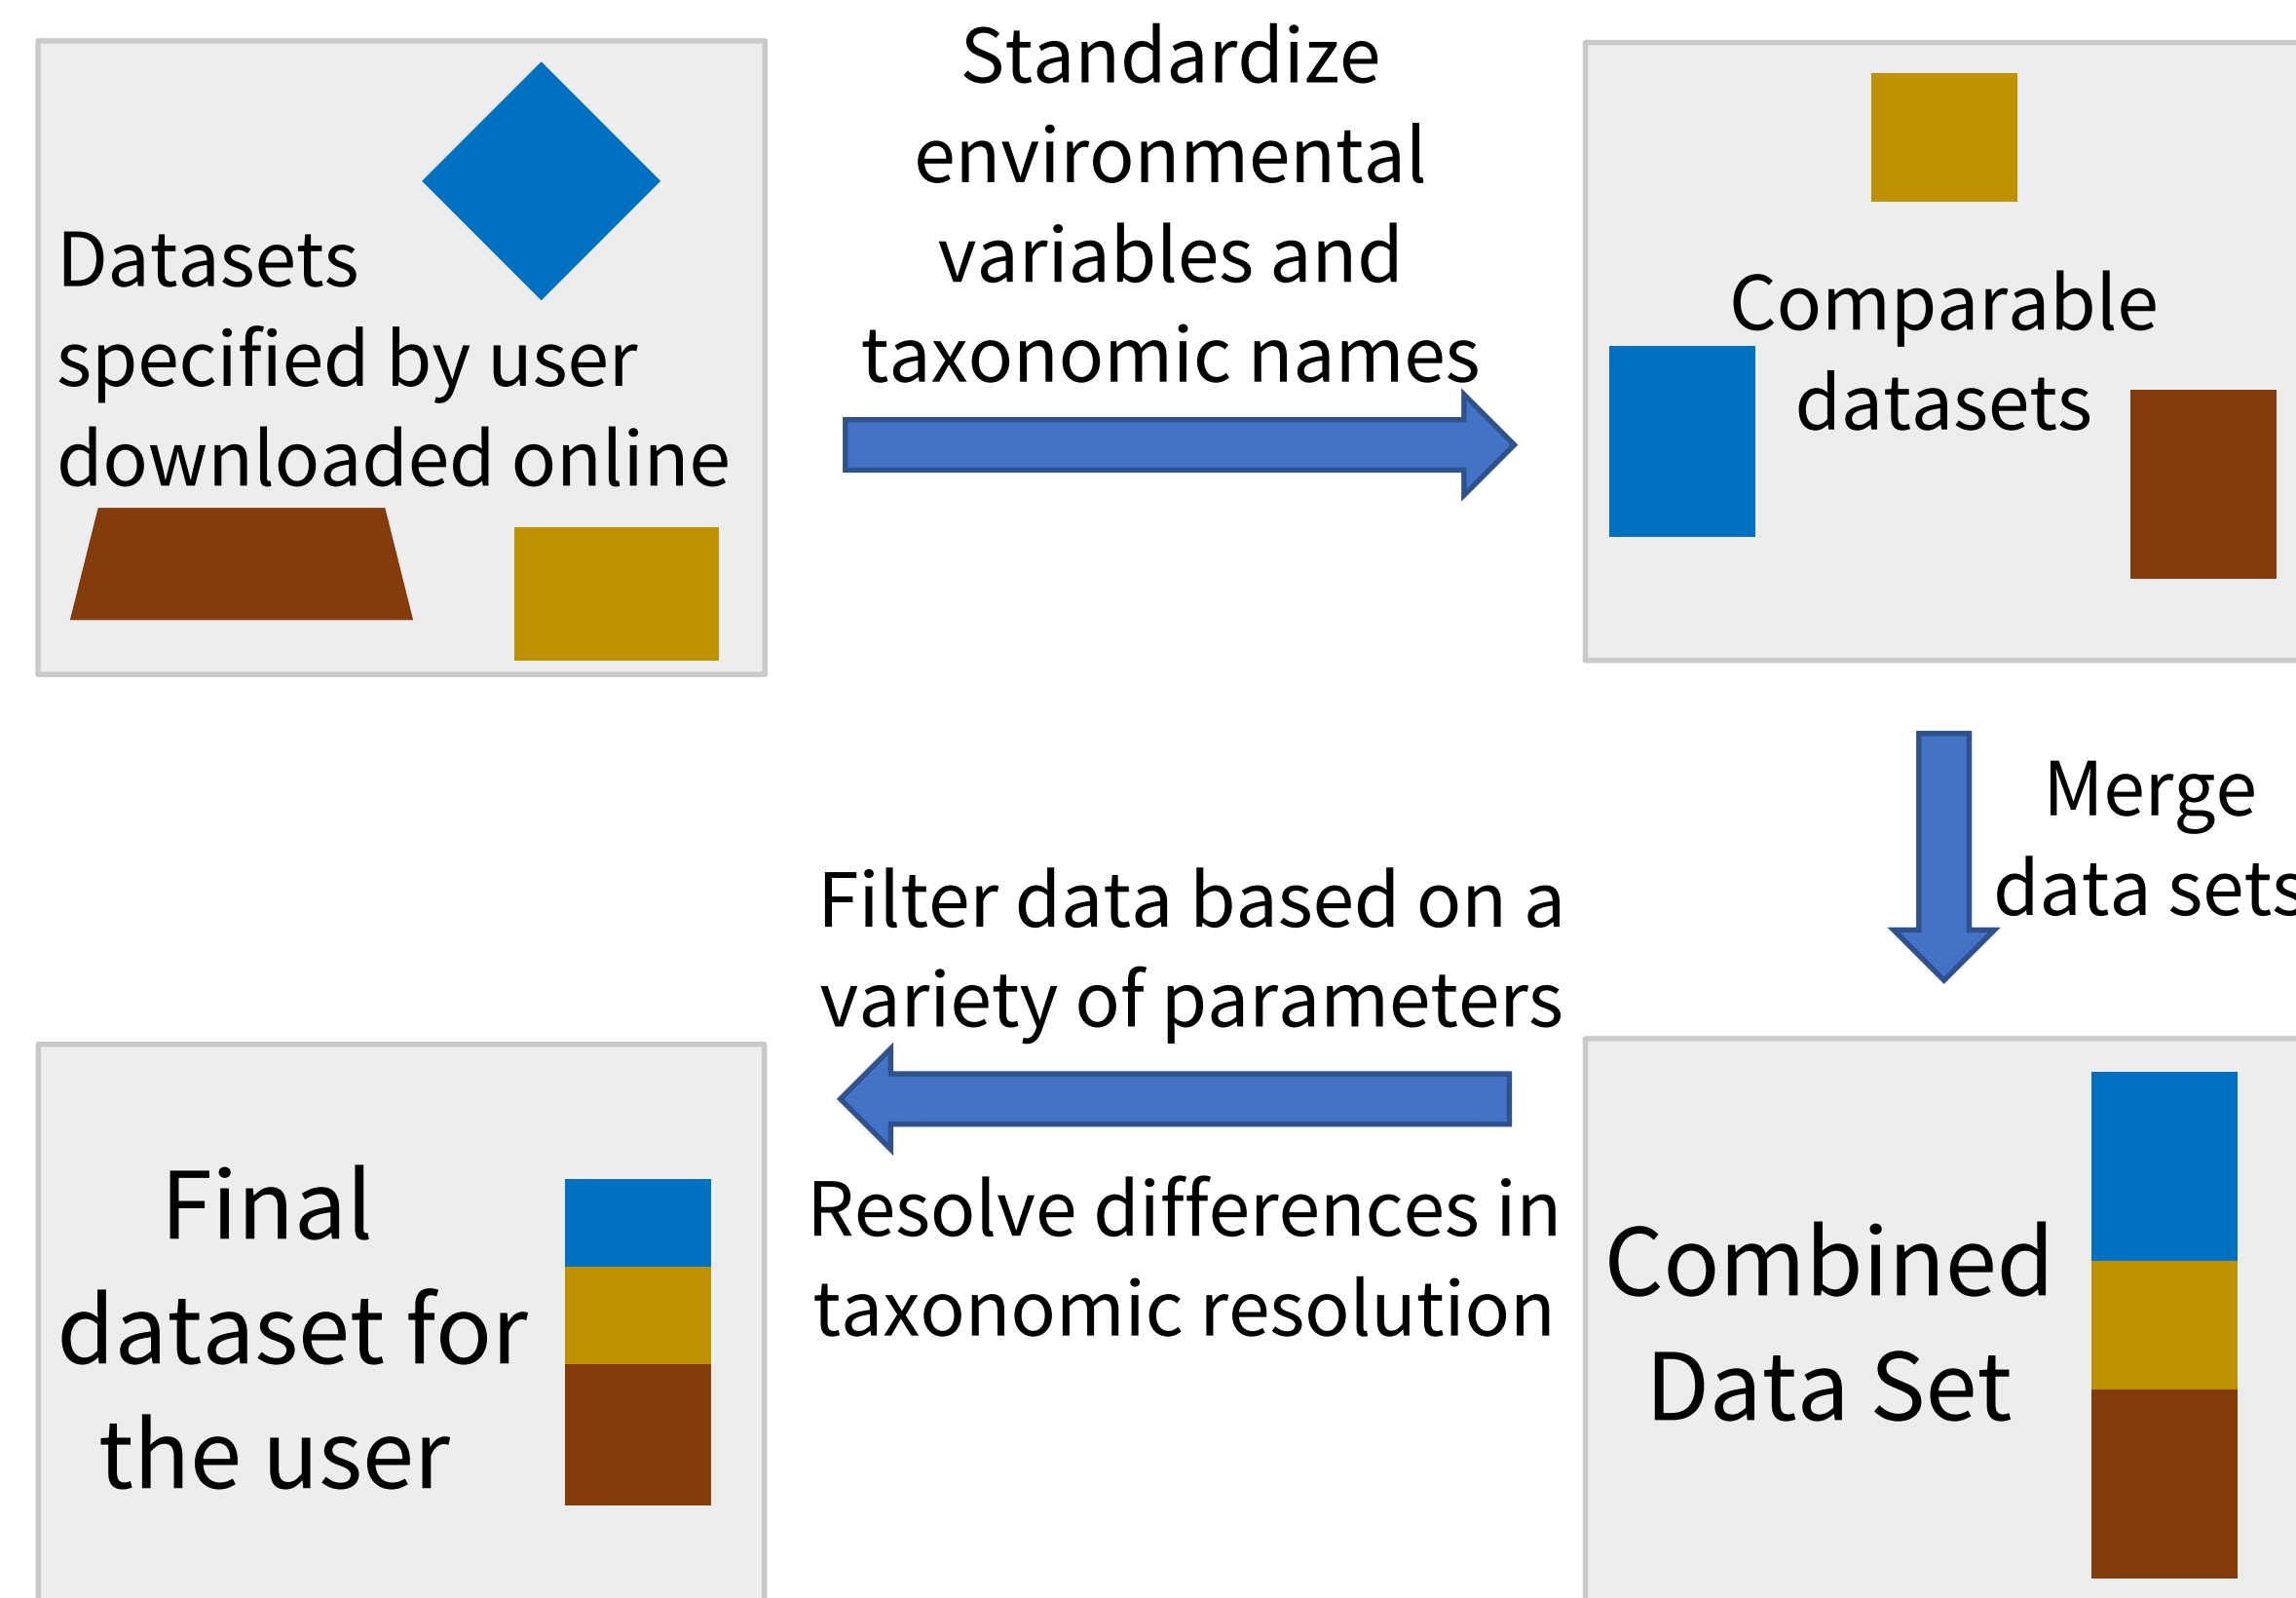 Datasets
specified by user
downloaded online
Standardize
environmental
variables and
taxonomic names
Comparable
datasets
Merge
data sets
Filter data based on a
variety of parameters
Resolve differences in
taxonomic resolution
Combined
Data Set
Final
dataset for
the user